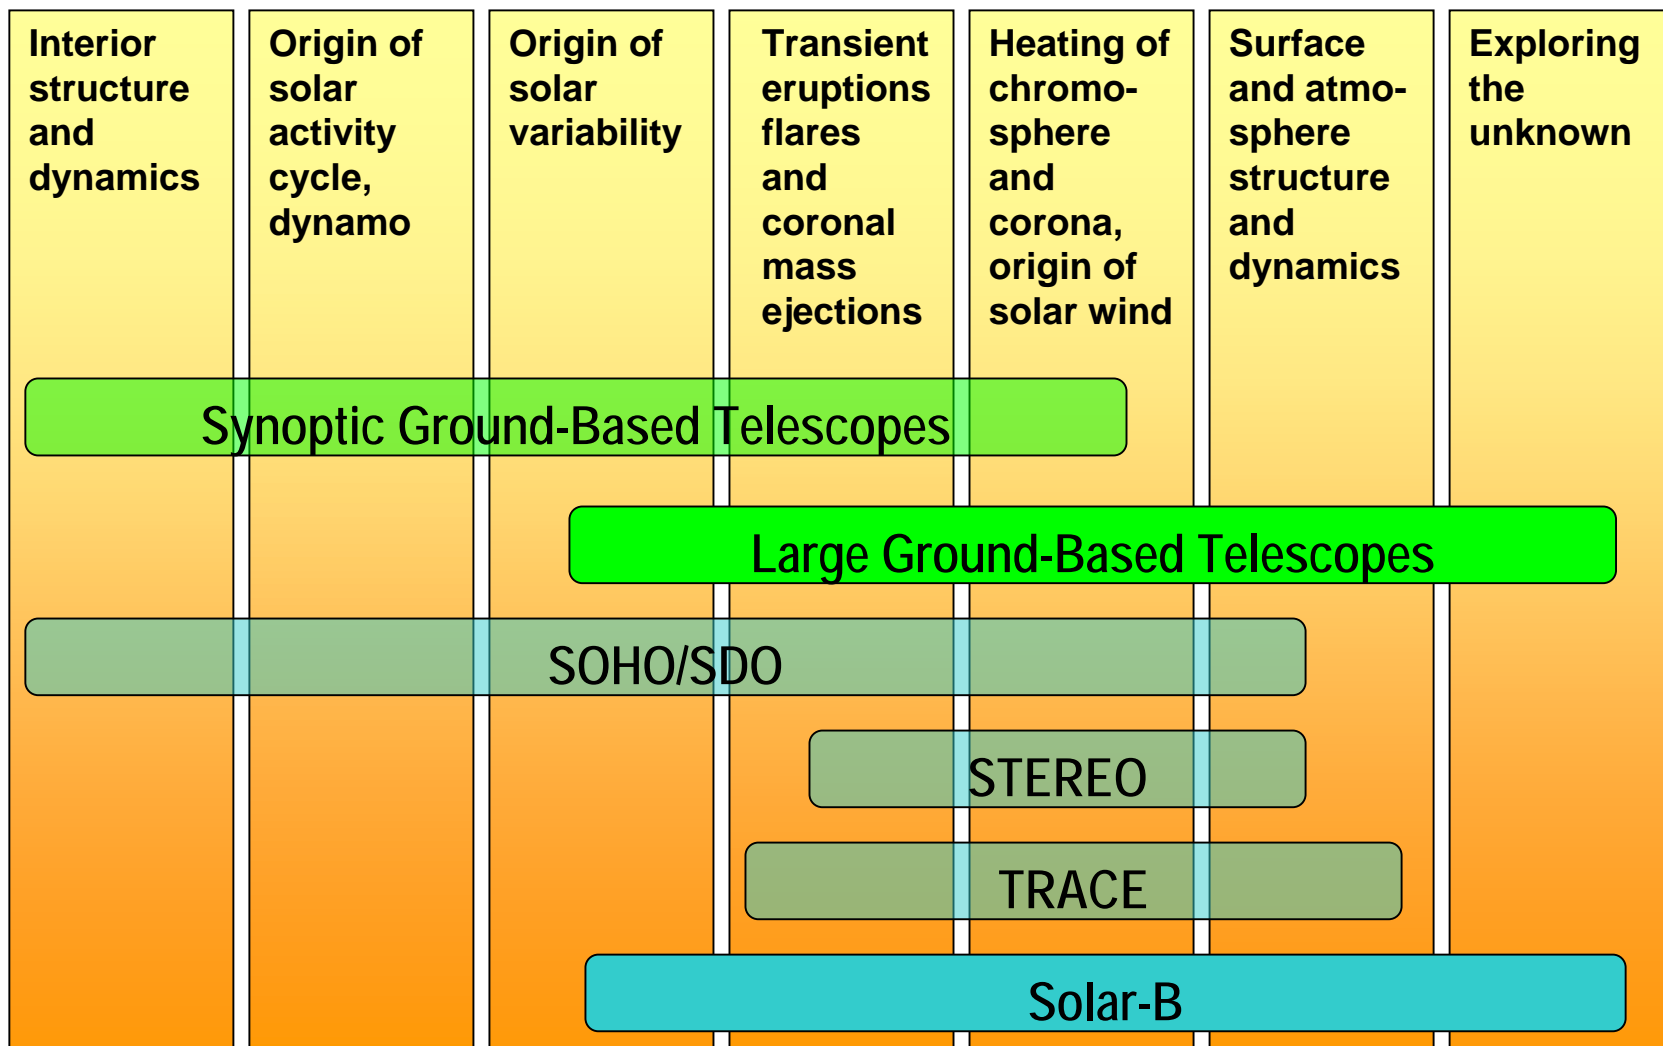 Interior
structure
and
dynamics
Origin of
solar
activity
cycle,
dynamo
Origin of
solar
variability
Transient
eruptions
flares
and
coronal
mass
ejections
Heating of
chromo-
sphere
and
corona,
origin of
solar wind
Surface
and atmo-
sphere
structure
and
dynamics
Exploring
the
unknown
Synoptic Ground-Based Telescopes
Large Ground-Based Telescopes
SOHO/SDO
STEREO
TRACE
Solar-B